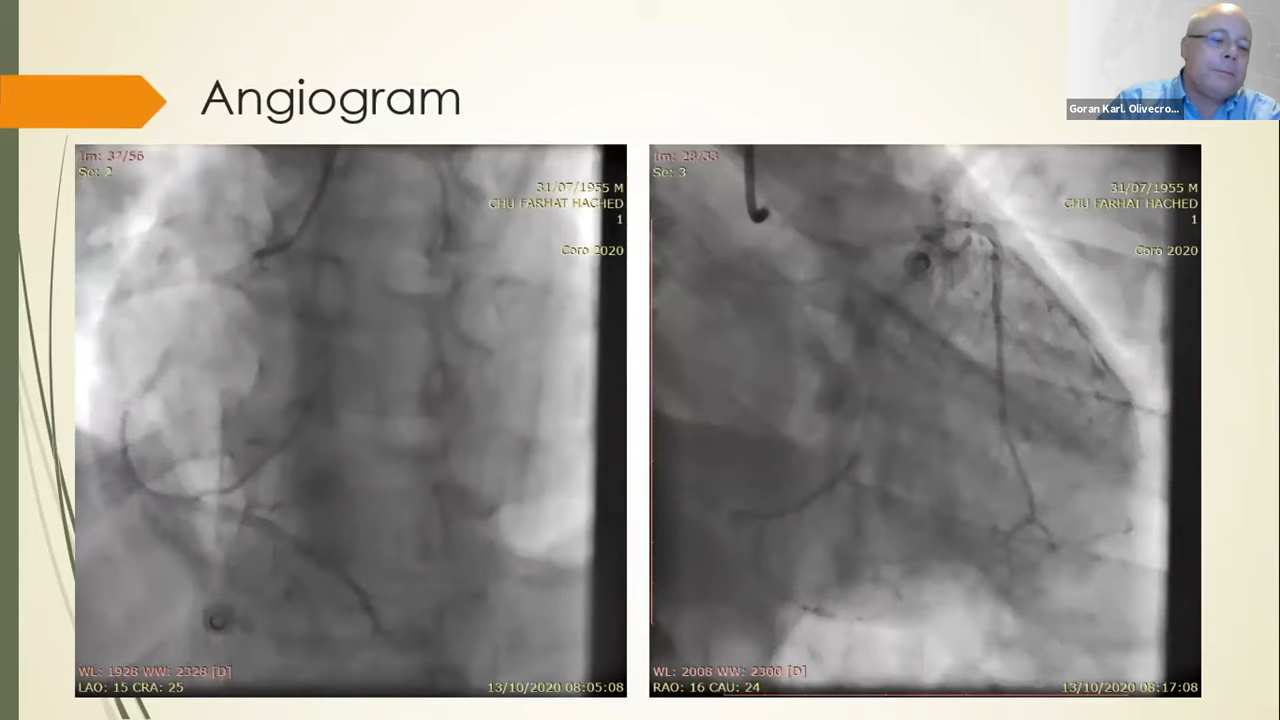 Angiogram
Goran Karl. Olivecro...
Im: 37/56
Se: 2
31/07/1955 M
CHU FARHAT HACHED
1
Coro 2020
WL: 1928 WW: 2328 [D]
LAO: 15 CRA: 25
13/10/2020 08:05:08
Im: 28/33
Se: 3
31/07/1955 M
CHU FARHAT HACHED
1
Coro 2020
WL: 2008 WW: 2300 [D]
RAO: 16 CAU: 24
13/10/2020 08:17:08